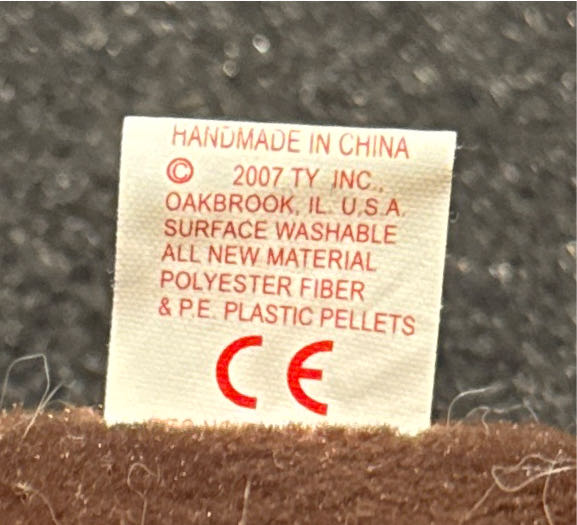 HANDMADE IN CHINA
© 2007 TY INC.,
OAKBROOK, IL. U.S.A.
SURFACE WASHABLE
ALL NEW MATERIAL
POLYESTER FIBER
& P.E. PLASTIC PELLETS
CE